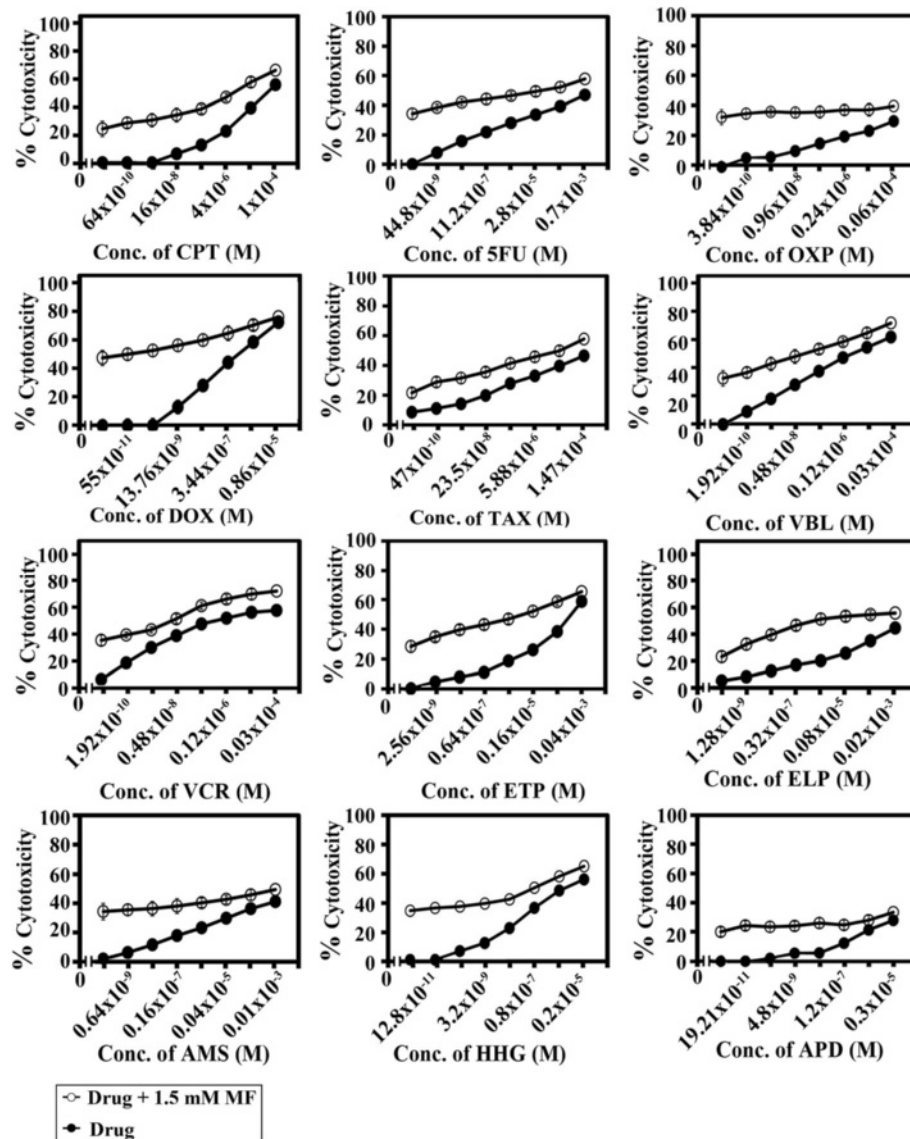 % Cytotoxicity
100
80
60
40
20
0
0
64x10⁻¹⁰
16x10⁻⁸
4x10⁻⁶
1x10⁻⁴
Conc. of CPT (M)
% Cytotoxicity
100
80
60
40
20
0
0
44.8x10⁻⁹
11.2x10⁻⁷
2.8x10⁻⁵
0.7x10⁻³
Conc. of 5FU (M)
% Cytotoxicity
100
80
60
40
20
0
0
3.84x10⁻¹⁰
0.96x10⁻⁸
0.24x10⁻⁶
0.06x10⁻⁴
Conc. of OXP (M)
% Cytotoxicity
100
80
60
40
20
0
0
55x10⁻¹¹
13.76x10⁻⁹
3.44x10⁻⁷
0.86x10⁻⁵
Conc. of DOX (M)
% Cytotoxicity
100
80
60
40
20
0
0
47x10⁻¹⁰
23.5x10⁻⁸
5.88x10⁻⁶
1.47x10⁻⁴
Conc. of TAX (M)
% Cytotoxicity
100
80
60
40
20
0
0
1.92x10⁻¹⁰
0.48x10⁻⁸
0.12x10⁻⁶
0.03x10⁻⁴
Conc. of VBL (M)
% Cytotoxicity
100
80
60
40
20
0
0
1.92x10⁻¹⁰
0.48x10⁻⁸
0.12x10⁻⁶
0.03x10⁻⁴
Conc. of VCR (M)
% Cytotoxicity
100
80
60
40
20
0
0
2.56x10⁻⁹
0.64x10⁻⁷
0.16x10⁻⁵
0.04x10⁻³
Conc. of ETP (M)
% Cytotoxicity
100
80
60
40
20
0
0
1.28x10⁻⁹
0.32x10⁻⁷
0.08x10⁻⁵
0.02x10⁻³
Conc. of ELP (M)
% Cytotoxicity
100
80
60
40
20
0
0
0.64x10⁻⁹
0.16x10⁻⁷
0.04x10⁻⁵
0.01x10⁻³
Conc. of AMS (M)
% Cytotoxicity
100
80
60
40
20
0
0
12.8x10⁻¹¹
3.2x10⁻⁹
0.8x10⁻⁷
0.2x10⁻⁵
Conc. of HHG (M)
% Cytotoxicity
100
80
60
40
20
0
0
19.21x10⁻¹¹
4.8x10⁻⁹
1.2x10⁻⁷
0.3x10⁻⁵
Conc. of APD (M)
Drug + 1.5 mM MF
Drug